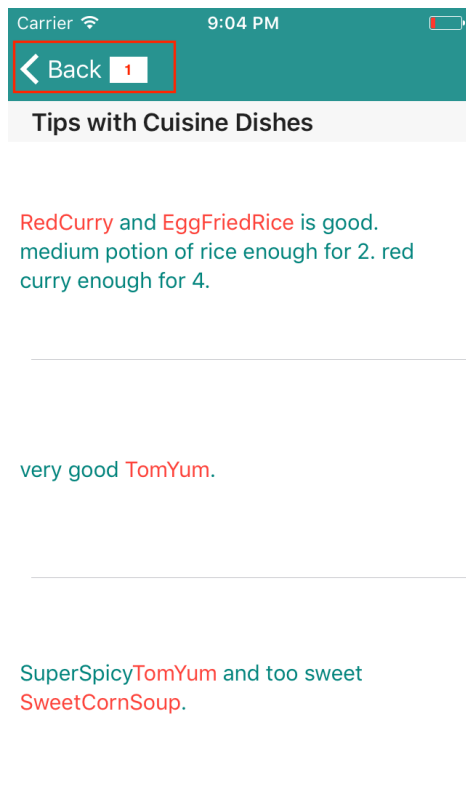 Carrier 9:04 PM
Back 1
Tips with Cuisine Dishes
RedCurry and EggFriedRice is good.
medium potion of rice enough for 2. red
curry enough for 4.
very good TomYum.
SuperSpicyTomYum and too sweet
SweetCornSoup.